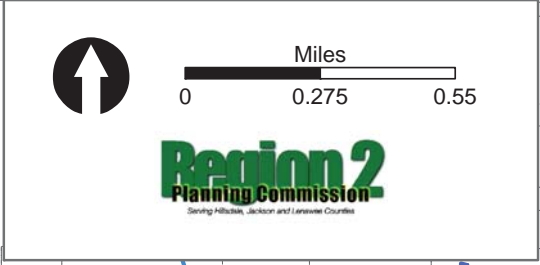 Miles
0 0.275 0.55
Region 2
Planning Commission
Serving Hillsdale, Jackson and Lenawee Counties